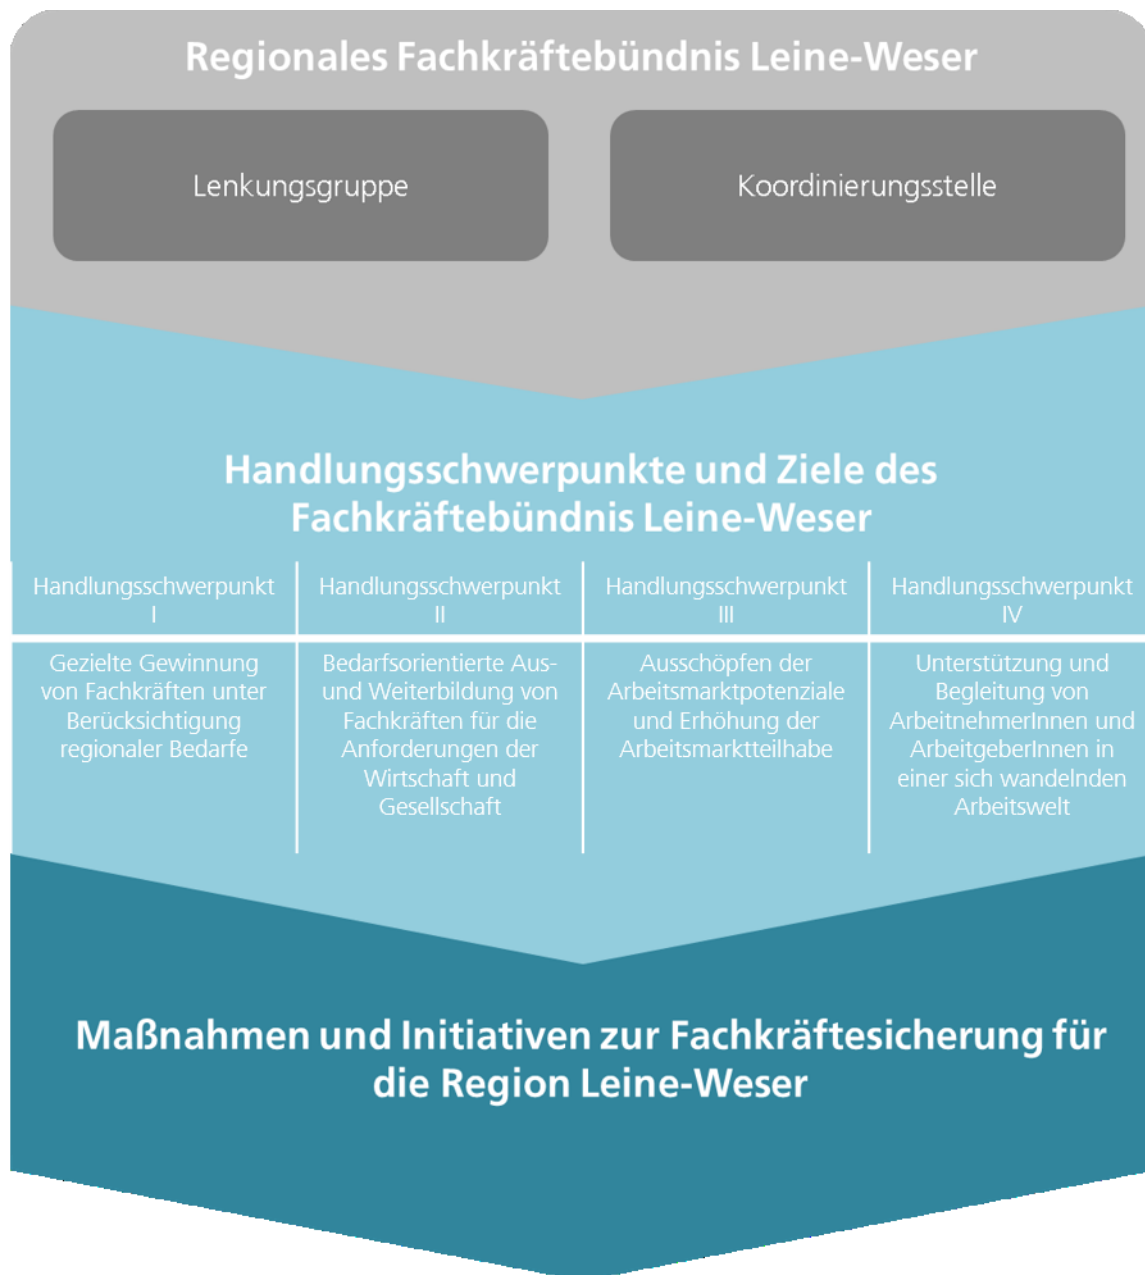 Regionales Fachkräftebündnis Leine-Weser
Lenkungsgruppe
Koordinierungsstelle
Handlungsschwerpunkte und Ziele des
Fachkräftebündnis Leine-Weser
Handlungsschwerpunkt
I
Handlungsschwerpunkt
II
Handlungsschwerpunkt
III
Handlungsschwerpunkt
IV
Gezielte Gewinnung
von Fachkräften unter
Berücksichtigung
regionaler Bedarfe
Bedarfsorientierte Aus-
und Weiterbildung von
Fachkräften für die
Anforderungen der
Wirtschaft und
Gesellschaft
Ausschöpfen der
Arbeitsmarktpotenziale
und Erhöhung der
Arbeitsmarktteilhabe
Unterstützung und
Begleitung von
ArbeitnehmerInnen und
ArbeitgeberInnen in
einer sich wandelnden
Arbeitswelt
Maßnahmen und Initiativen zur Fachkräftesicherung für
die Region Leine-Weser